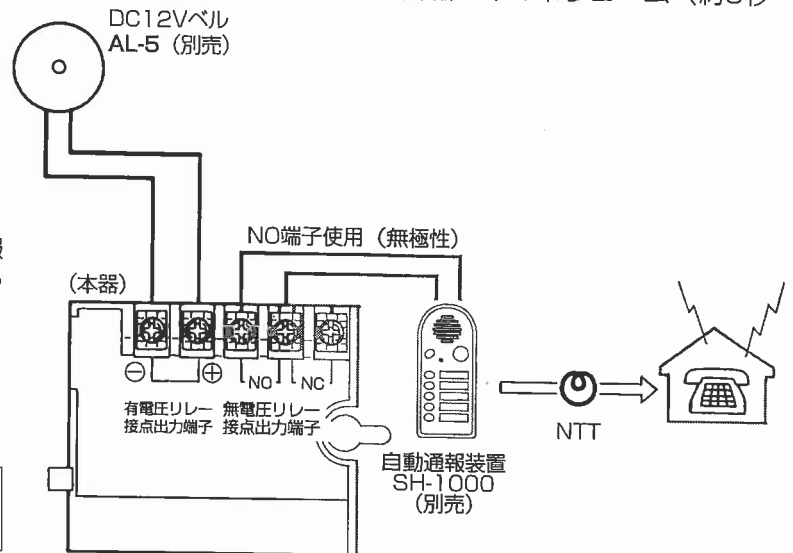 DC12Vベル
AL-5（別売）
NO端子使用（無極性）
（本器）
⊖ ⊕ NO NC
有電圧リレー 無電圧リレー
接点出力端子 接点出力端子
自動通報装置
SH-1000
（別売）
NTT